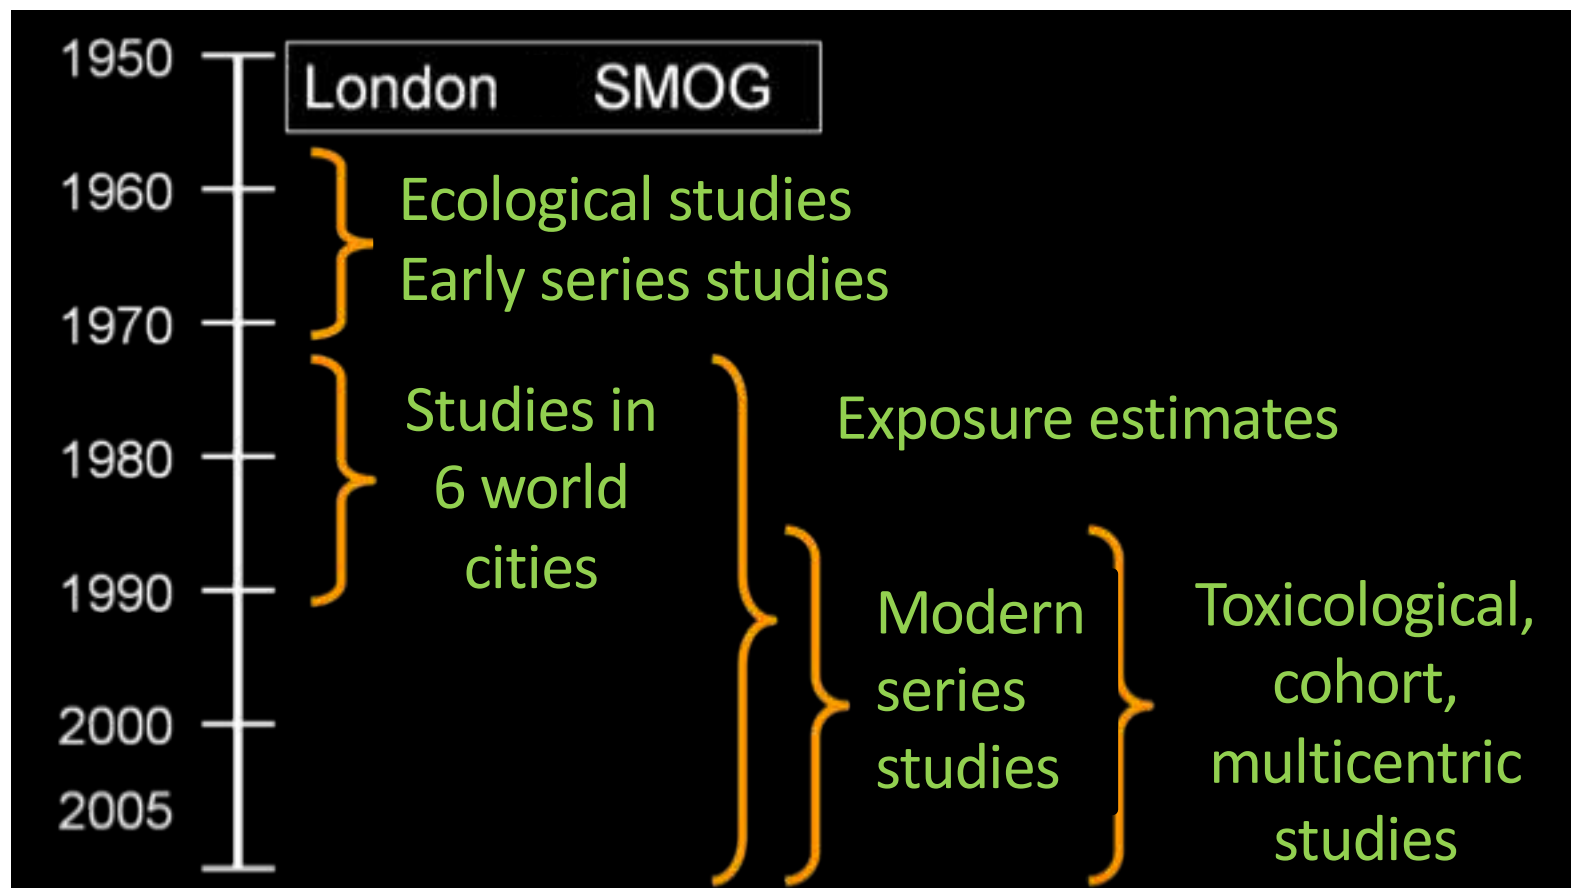 1950
London SMOG
1960
Ecological studies
Early series studies
1970
Studies in
6 world
cities
Exposure estimates
1980
1990
Modern
series
studies
Toxicological,
cohort,
multicentric
studies
2000
2005